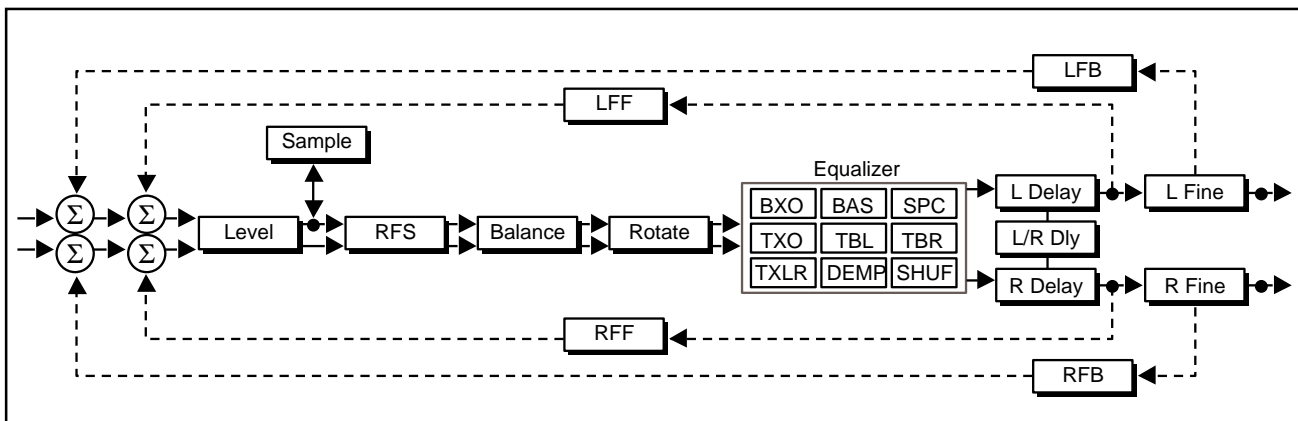 LFB
LFF
Sample
Equalizer
Σ Σ
Σ Σ
Level
RFS
Balance
Rotate
BXO BAS SPC
TXO TBL TBR
TXLR DEMP SHUF
L Delay
L Fine
L/R Dly
R Delay
R Fine
RFF
RFB